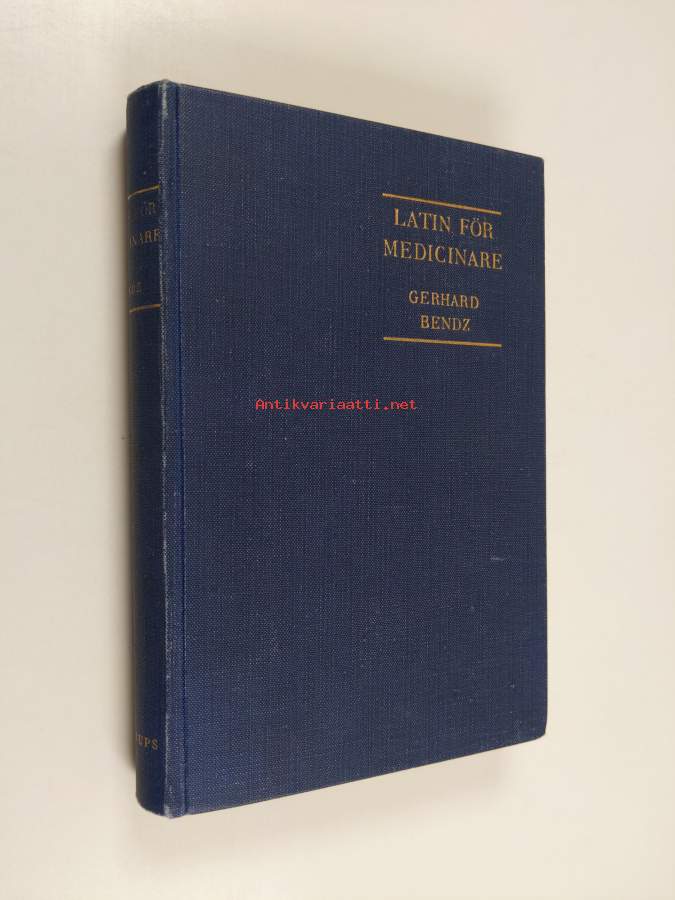 LATIN FÖR
MEDICINARE
GERHARD
BENDZ
Antikvariaatti.net